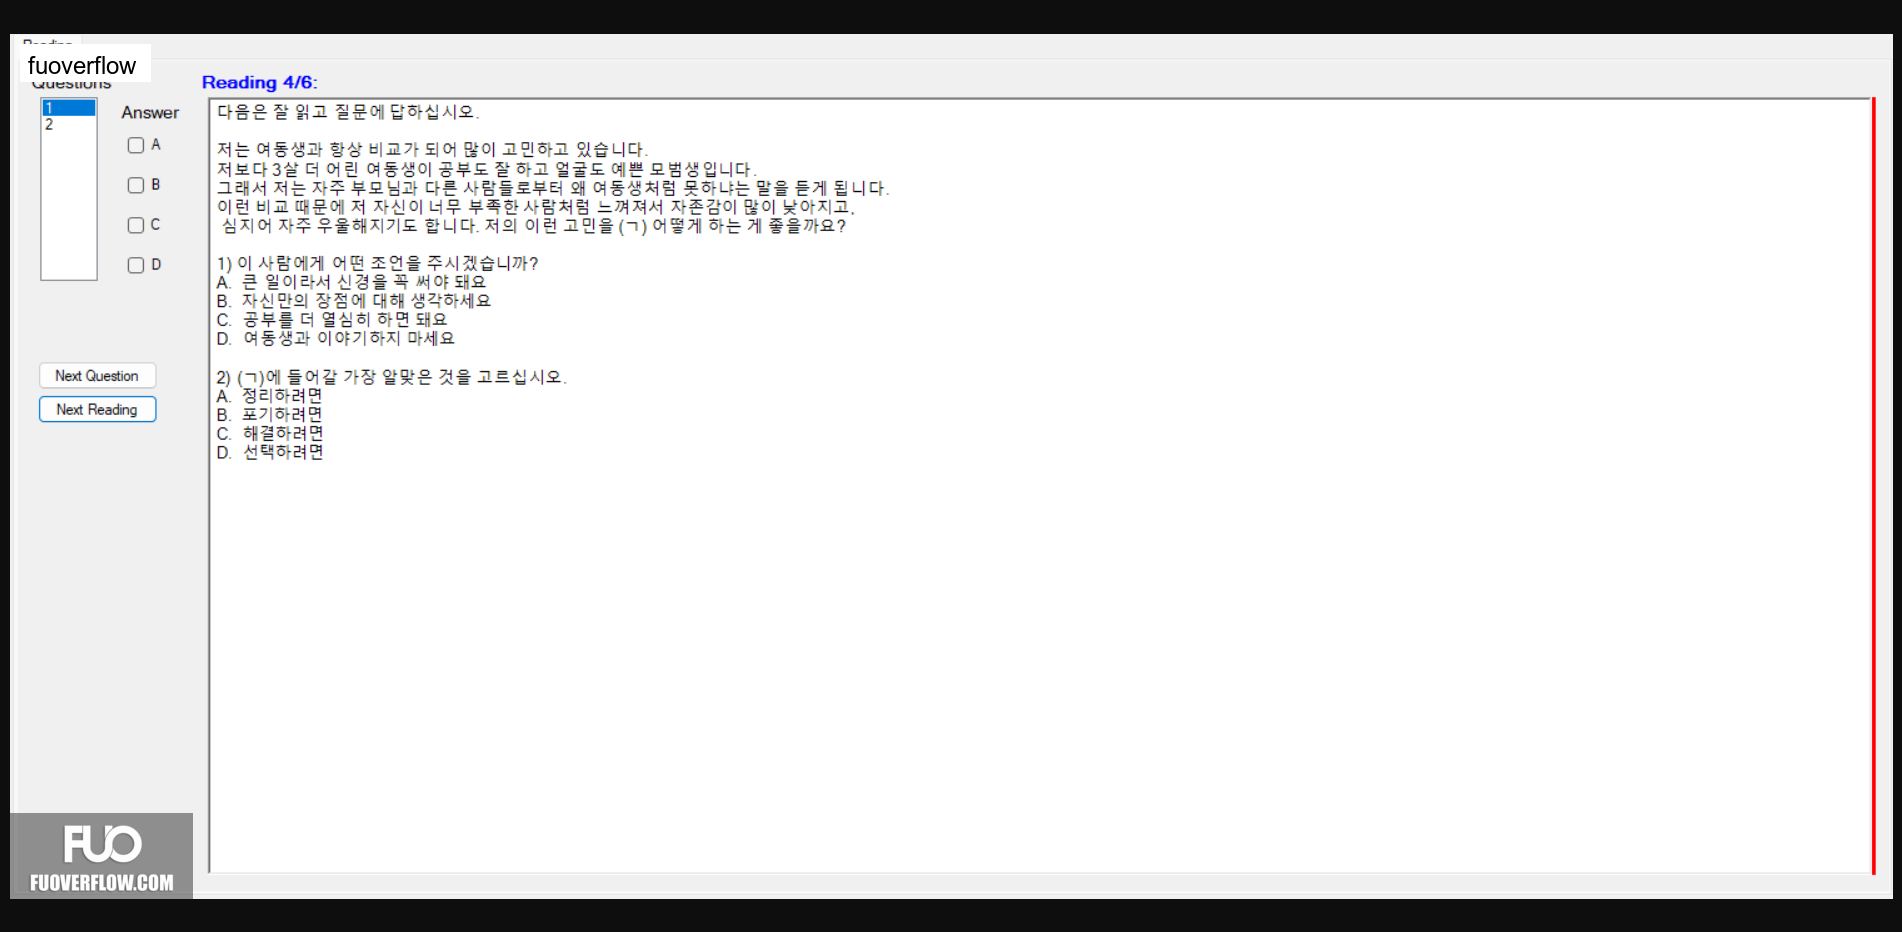 fuoverflow
Questions
Reading 4/6:
1
2
Answer
A
B
C
D
Next Question
Next Reading
다음은 잘 읽고 질문에 답하십시오.
저는 여동생과 항상 비교가 되어 많이 고민하고 있습니다.
저보다 3살 더 어린 여동생이 공부도 잘 하고 얼굴도 예쁜 모범생입니다.
그래서 저는 자주 부모님과 다른 사람들로부터 왜 여동생처럼 못하냐는 말을 듣게 됩니다.
이런 비교 때문에 저 자신이 너무 부족한 사람처럼 느껴져서 자존감이 많이 낮아지고,
심지어 자주 우울해지기도 합니다. 저의 이런 고민을 (ㄱ) 어떻게 하는 게 좋을까요?
1) 이 사람에게 어떤 조언을 주시겠습니까?
A. 큰 일이라서 신경을 꼭 써야 돼요
B. 자신만의 장점에 대해 생각하세요
C. 공부를 더 열심히 하면 돼요
D. 여동생과 이야기하지 마세요
2) (ㄱ)에 들어갈 가장 알맞은 것을 고르십시오.
A. 정리하려면
B. 포기하려면
C. 해결하려면
D. 선택하려면
FUO
FUOVERFLOW.COM